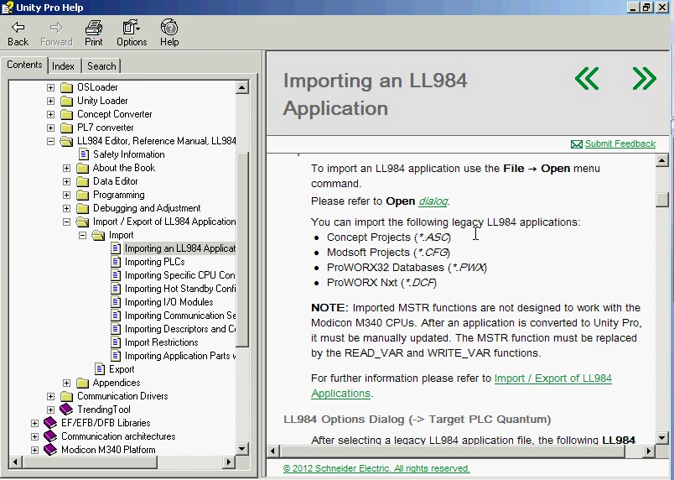 Unity Pro Help
Back
Forward
Print
Options
Help
Contents
Index
Search
OSLoader
Unity Loader
Concept Converter
PL7 converter
LL984 Editor, Reference Manual, LL984
Safety Information
About the Book
Data Editor
Programming
Debugging and Adjustment
Import / Export of LL984 Application
Import
Importing an LL984 Applicat
Importing PLCs
Importing Specific CPU Con
Importing Hot Standby Confi
Importing I/O Modules
Importing Communication Se
Importing Descriptors and Co
Import Restrictions
Importing Application Parts w
Export
Appendices
Communication Drivers
TrendingTool
EF/EFB/DFB Libraries
Communication architectures
Modicon M340 Platform
Importing an LL984
Application
Submit Feedback
To import an LL984 application use the File → Open menu
command.
Please refer to Open dialog.
You can import the following legacy LL984 applications:
• Concept Projects (*.ASC)
• Modsoft Projects (*.CFG)
• ProWORX32 Databases (*.PWX)
• ProWORX Nxt (*.DCF)
NOTE: Imported MSTR functions are not designed to work with the
Modicon M340 CPUs. After an application is converted to Unity Pro,
it must be manually updated. The MSTR function must be replaced
by the READ_VAR and WRITE_VAR functions.
For further information please refer to Import / Export of LL984
Applications.
LL984 Options Dialog (-> Target PLC Quantum)
After selecting a legacy LL984 application file, the following LL984
© 2012 Schneider Electric. All rights reserved.